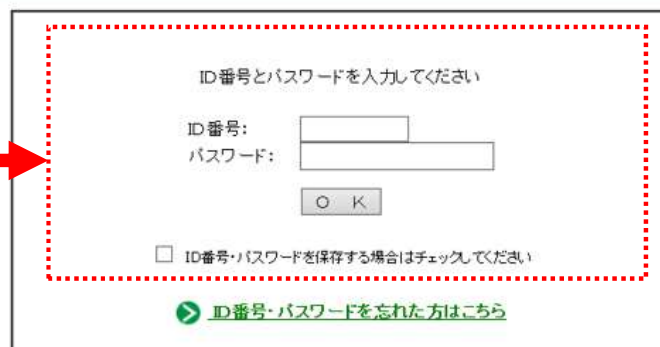 ID番号とパスワードを入力してください
ID番号:
パスワード:
O K
ID番号・パスワードを保存する場合はチェックしてください
ID番号・パスワードを忘れた方はこちら